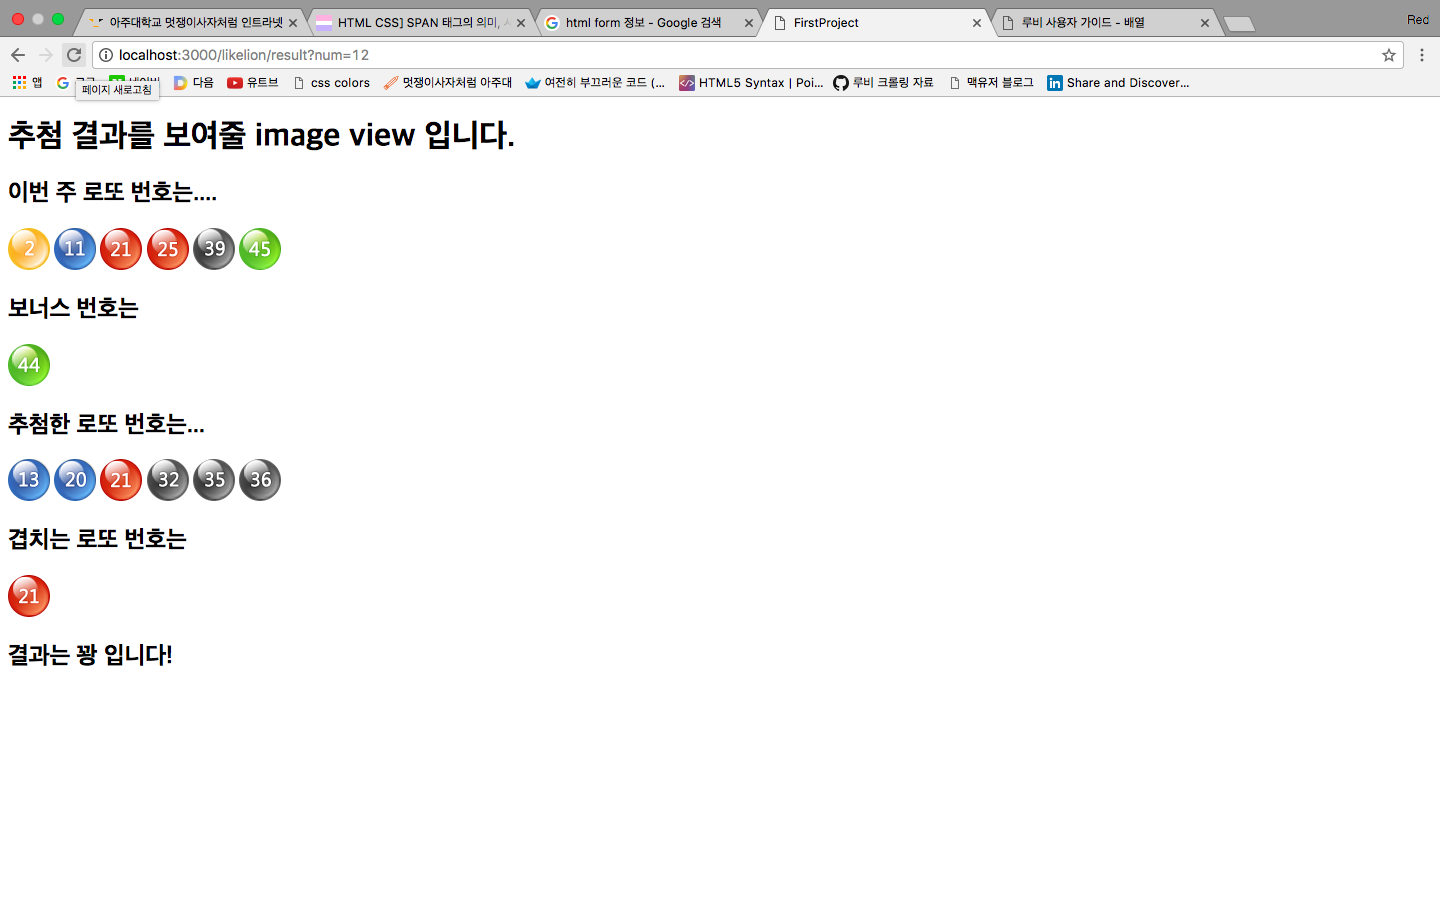 아주대학교 멋쟁이사자처럼 인트라넷
HTML CSS] SPAN 태그의 의미,
html form 정보 - Google 검색
FirstProject
루비 사용자 가이드 - 배열
Red
localhost:3000/likelion/result?num=12
앱
다음
유트브
css colors
멋쟁이사자처럼 아주대
여전히 부끄러운 코드 (...
HTML5 Syntax | Poi...
루비 크롤링 자료
맥유저 블로그
Share and Discover...
페이지 새로고침
추첨 결과를 보여줄 image view 입니다.
이번 주 로또 번호는....
2 11 21 25 39 45
보너스 번호는
44
추첨한 로또 번호는...
13 20 21 32 35 36
겹치는 로또 번호는
21
결과는 꽝 입니다!